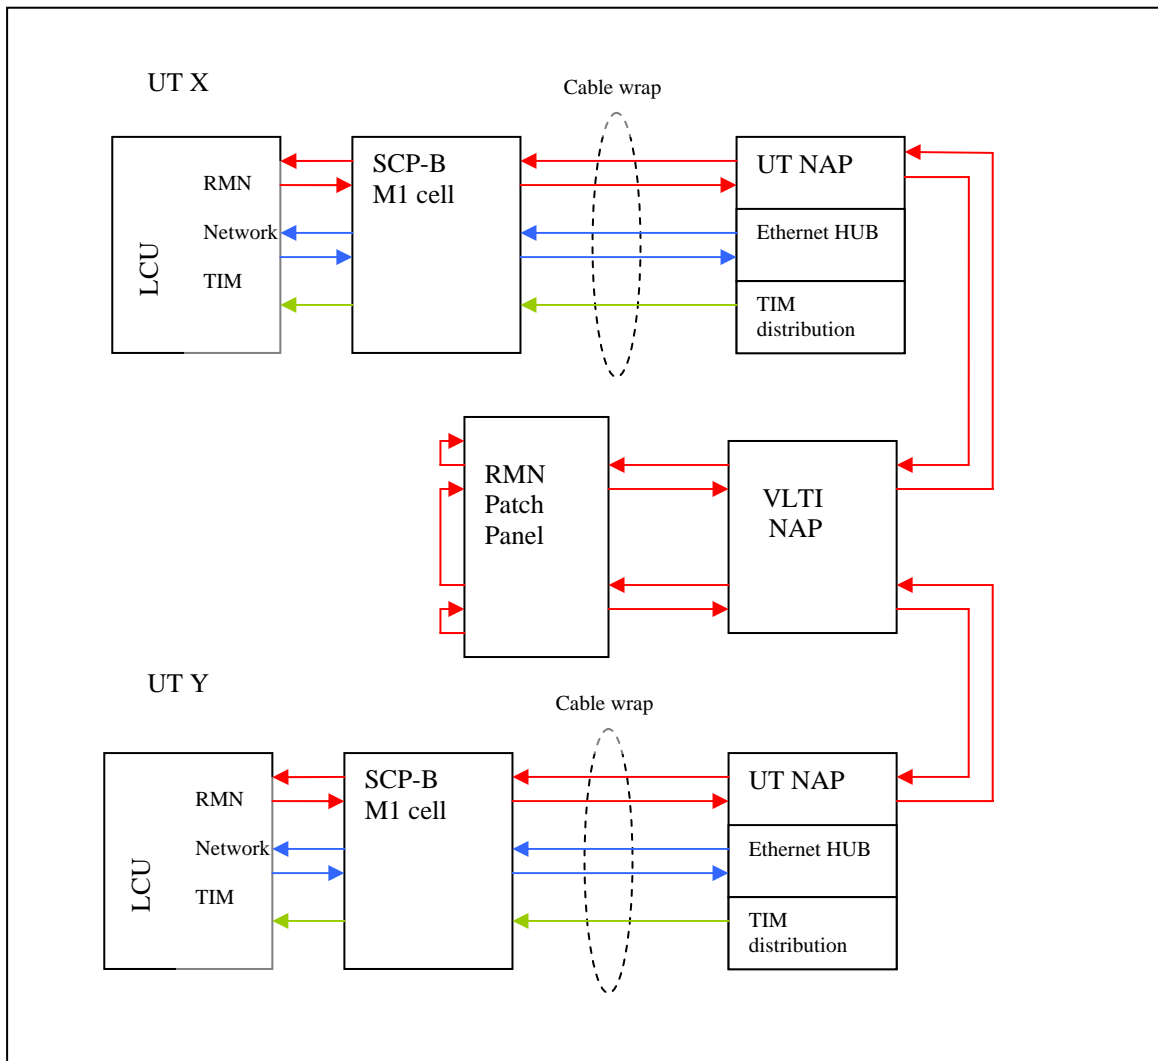 UT X
Cable wrap
LCU
RMN
Network
TIM
SCP-B
M1 cell
UT NAP
Ethernet HUB
TIM
distribution
RMN
Patch
Panel
VLTI
NAP
UT Y
Cable wrap
LCU
RMN
Network
TIM
SCP-B
M1 cell
UT NAP
Ethernet HUB
TIM
distribution